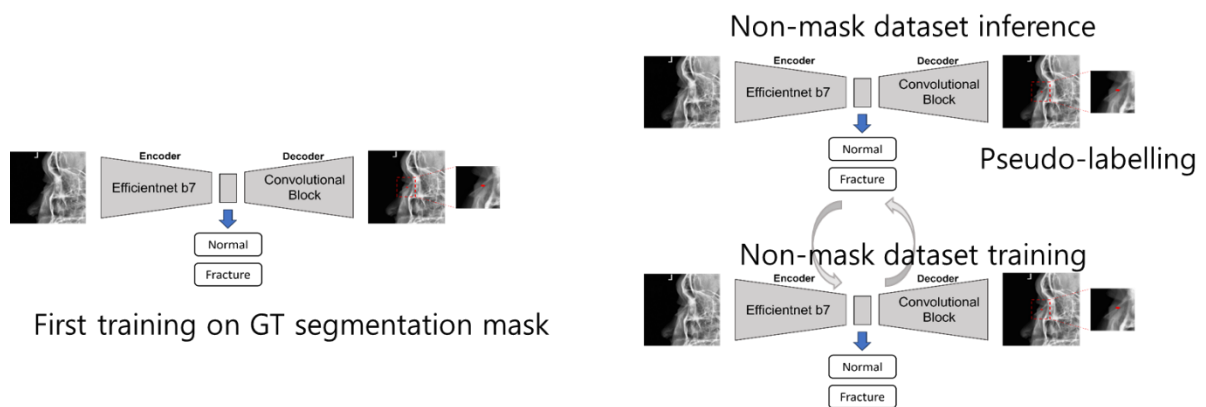 Encoder
Decoder
Efficientnet b7
Convolutional
Block
Normal
Fracture
First training on GT segmentation mask
Non-mask dataset inference
Encoder
Decoder
Efficientnet b7
Convolutional
Block
Normal
Fracture
Pseudo-labelling
Non-mask dataset training
Encoder
Decoder
Efficientnet b7
Convolutional
Block
Normal
Fracture